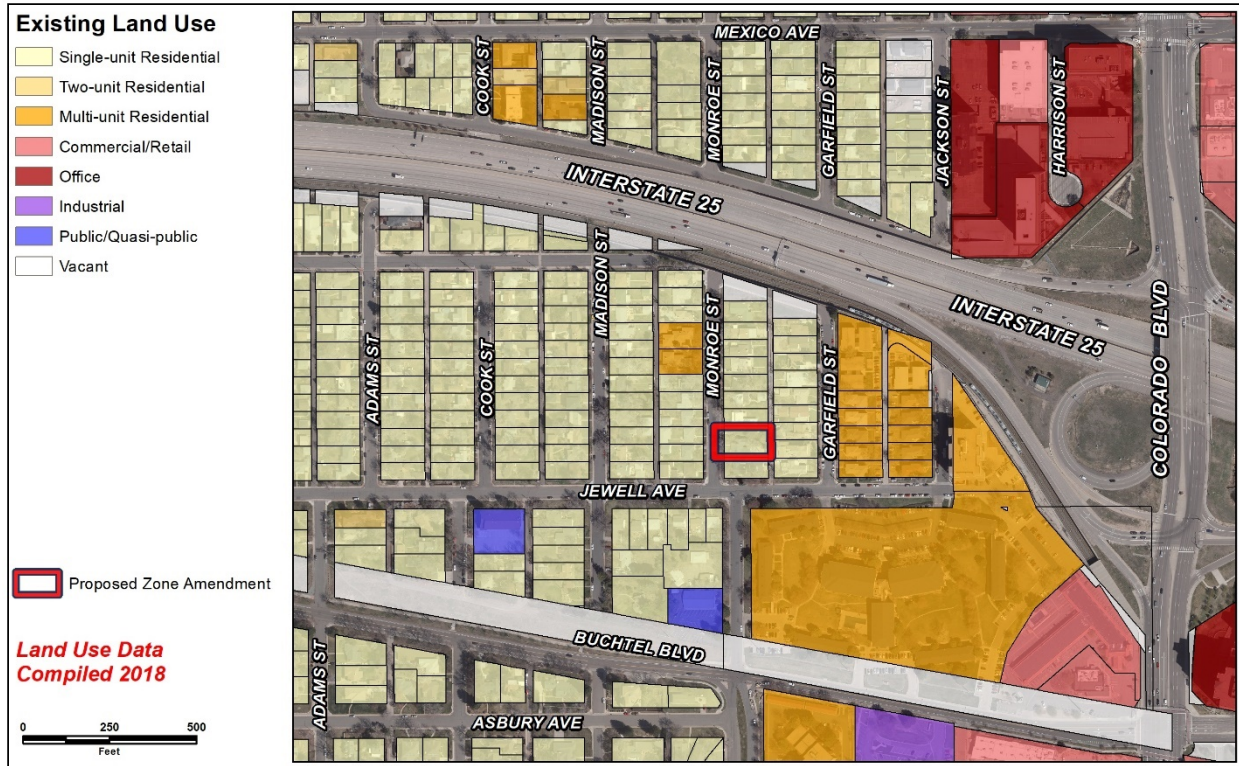 Existing Land Use
Single-unit Residential
Two-unit Residential
Multi-unit Residential
Commercial/Retail
Office
Industrial
Public/Quasi-public
Vacant
Proposed Zone Amendment
Land Use Data
Compiled 2018
0 250 500
Feet
MEXICO AVE
COOK ST
MADISON ST
MONROE ST
GARFIELD ST
JACKSON ST
HARRISON ST
INTERSTATE 25
INTERSTATE 25
COLORADO BLVD
ADAMS ST
COOK ST
MADISON ST
MONROE ST
GARFIELD ST
JEWELL AVE
BUCHTEL BLVD
ADAMS ST
ASBURY AVE